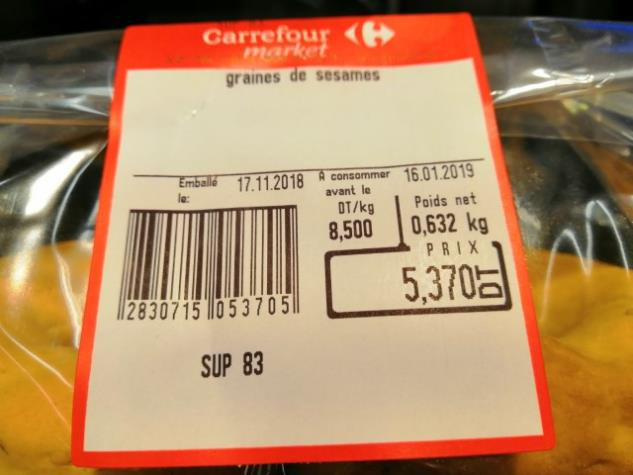 Carrefour
market
graines de sesames
Emballé le: 17.11.2018
A consommer avant le 16.01.2019
DT/kg
8,500
Poids net
0,632 kg
PRIX
5,370 DT
2830715 053705
SUP 83